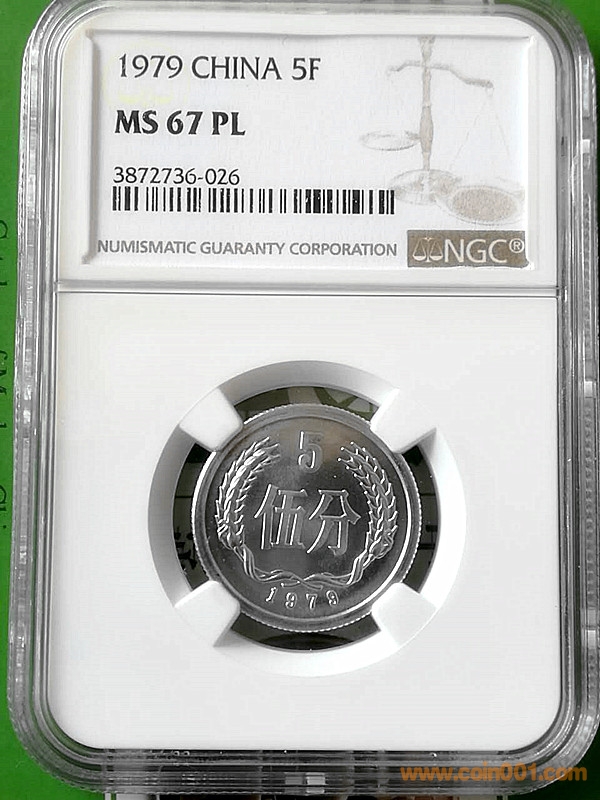 1979 CHINA 5F
MS 67 PL
3872736-026
NUMISMATIC GUARANTY CORPORATION
NGC®
5
伍分
1979
www.coin001.com